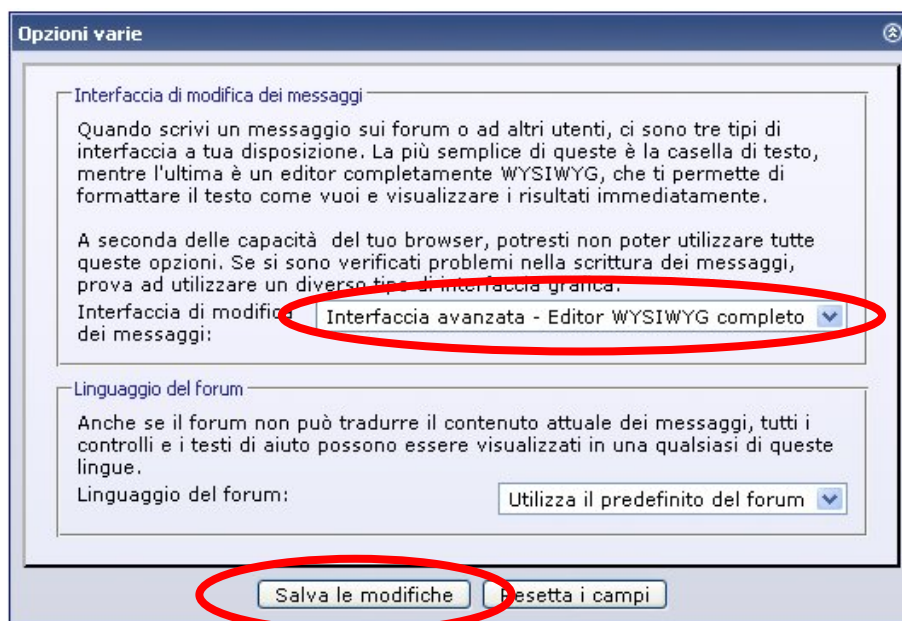 Opzioni varie
Interfaccia di modifica dei messaggi
Quando scrivi un messaggio sui forum o ad altri utenti, ci sono tre tipi di
interfaccia a tua disposizione. La più semplice di queste è la casella di testo,
mentre l'ultima è un editor completamente WYSIWYG, che ti permette di
formattare il testo come vuoi e visualizzare i risultati immediatamente.
A seconda delle capacità  del tuo browser, potresti non poter utilizzare tutte
queste opzioni. Se si sono verificati problemi nella scrittura dei messaggi,
prova ad utilizzare un diverso tipo di interfaccia grafica.
Interfaccia di modifica
dei messaggi:
Interfaccia avanzata - Editor WYSIWYG completo
Linguaggio del forum
Anche se il forum non può tradurre il contenuto attuale dei messaggi, tutti i
controlli e i testi di aiuto possono essere visualizzati in una qualsiasi di queste
lingue.
Linguaggio del forum: Utilizza il predefinito del forum
Salva le modifiche Resetta i campi